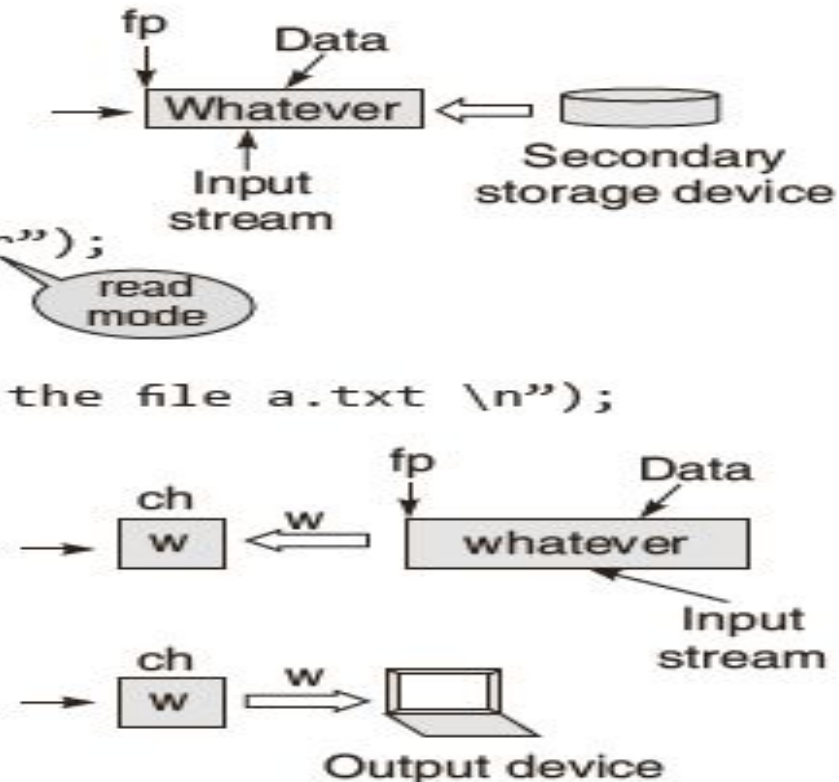 fp
Data
Whatever
Input
stream
Secondary
storage device
”);
read
mode
the file a.txt \n”);
fp
Data
ch
w
w
whatever
Input
stream
ch
w
w
Output device